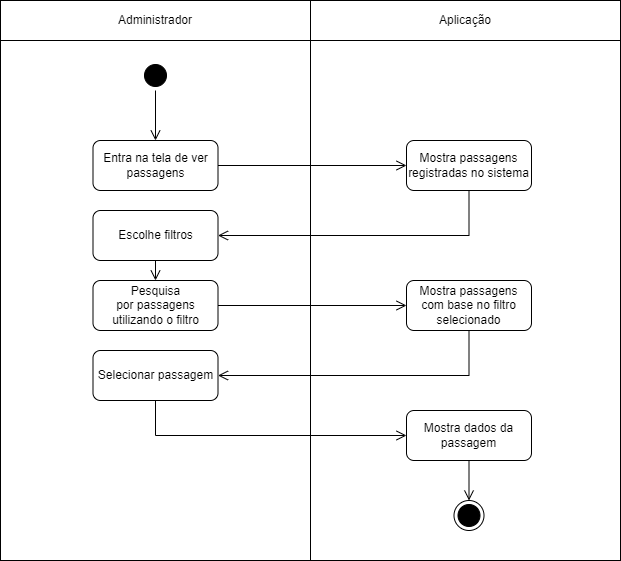 Administrador
Aplicação
Entra na tela de ver
passagens
Mostra passagens
registradas no sistema
Escolhe filtros
Pesquisa
por passagens
utilizando o filtro
Mostra passagens
com base no filtro
selecionado
Selecionar passagem
Mostra dados da
passagem